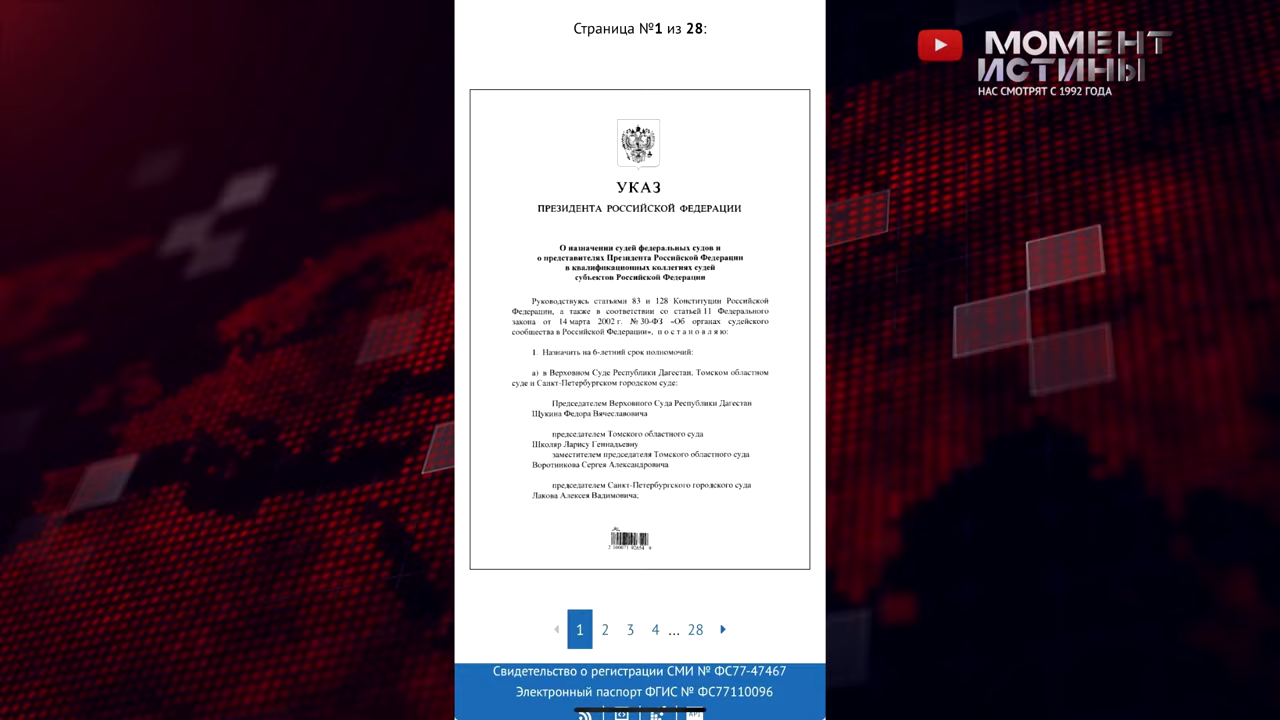 Страница №1 из 28:
МОМЕНТ
ИСТИНЫ
НАС СМОТРЯТ С 1992 ГОДА
УКАЗ
ПРЕЗИДЕНТА РОССИЙСКОЙ ФЕДЕРАЦИИ
О назначении судей федеральных судов и
о представителях Президента Российской Федерации
в квалификационных коллегиях судей
субъектов Российской Федерации
Руководствуясь статьями 83 и 128 Конституции Российской
Федерации, а также в соответствии со статьей 11 Федерального
закона от 14 марта 2002 г. № 30-ФЗ «Об органах судейского
сообщества в Российской Федерации», п о с т а н о в л я ю:
1. Назначить на 6-летний срок полномочий:
а) в Верховном Суде Республики Дагестан, Томском областном
суде и Санкт-Петербургском городском суде:
Председателем Верховного Суда Республики Дагестан
Щукина Федора Вячеславовича
председателем Томского областного суда
Школяр Ларису Геннадьевну
заместителем председателя Томского областного суда
Воротникова Сергея Александровича
председателем Санкт-Петербургского городского суда
Лакова Алексея Вадимовича;
1 2 3 4 ... 28
Свидетельство о регистрации СМИ № ФС77-47467
Электронный паспорт ФГИС № ФС77110096
API